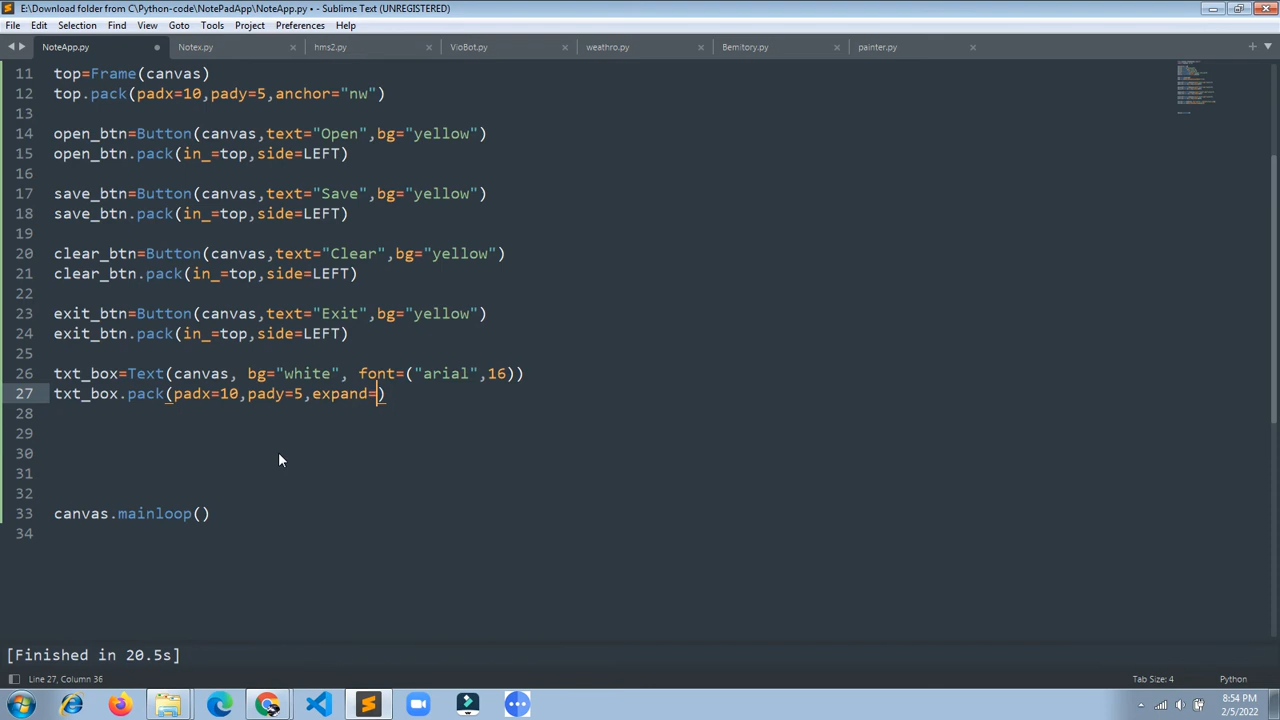 E:\Download folder from C\Python-code\NotePadApp\NoteApp.py • - Sublime Text (UNREGISTERED)
File Edit Selection Find View Goto Tools Project Preferences Help
NoteApp.py Notex.py hms2.py VioBot.py weathro.py Bernitory.py painter.py
11 top=Frame(canvas)
12 top.pack(padx=10,pady=5,anchor="nw")
13
14 open_btn=Button(canvas,text="Open",bg="yellow")
15 open_btn.pack(in_=top,side=LEFT)
16
17 save_btn=Button(canvas,text="Save",bg="yellow")
18 save_btn.pack(in_=top,side=LEFT)
19
20 clear_btn=Button(canvas,text="Clear",bg="yellow")
21 clear_btn.pack(in_=top,side=LEFT)
22
23 exit_btn=Button(canvas,text="Exit",bg="yellow")
24 exit_btn.pack(in_=top,side=LEFT)
25
26 txt_box=Text(canvas, bg="white", font=("arial",16))
27 txt_box.pack(padx=10,pady=5,expand=)
28
29
30
31
32
33 canvas.mainloop()
34
[Finished in 20.5s]
Line 27, Column 36 Tab Size: 4 Python
8:54 PM
2/5/2022